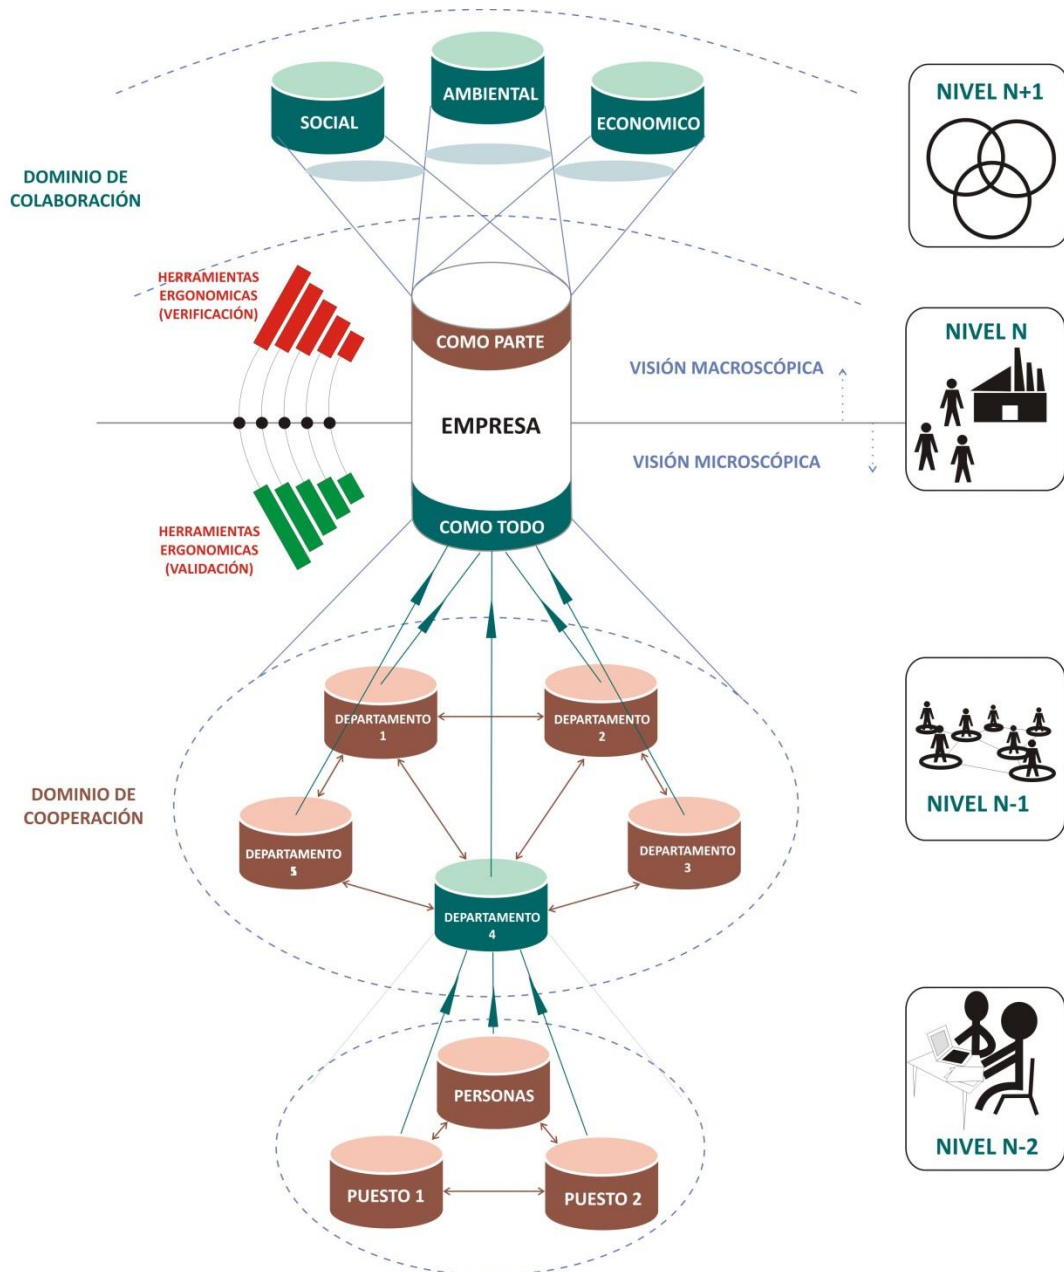 SOCIAL
AMBIENTAL
ECONOMICO
NIVEL N+1
DOMINIO DE
COLABORACIÓN
HERRAMIENTAS
ERGONOMICAS
(VERIFICACIÓN)
COMO PARTE
EMPRESA
COMO TODO
VISIÓN MACROSCÓPICA
VISIÓN MICROSCÓPICA
NIVEL N
HERRAMIENTAS
ERGONOMICAS
(VALIDACIÓN)
DEPARTAMENTO
1
DEPARTAMENTO
2
DOMINIO DE
COOPERACIÓN
DEPARTAMENTO
DEPARTAMENTO
3
DEPARTAMENTO
4
NIVEL N-1
PERSONAS
PUESTO 1
PUESTO 2
NIVEL N-2